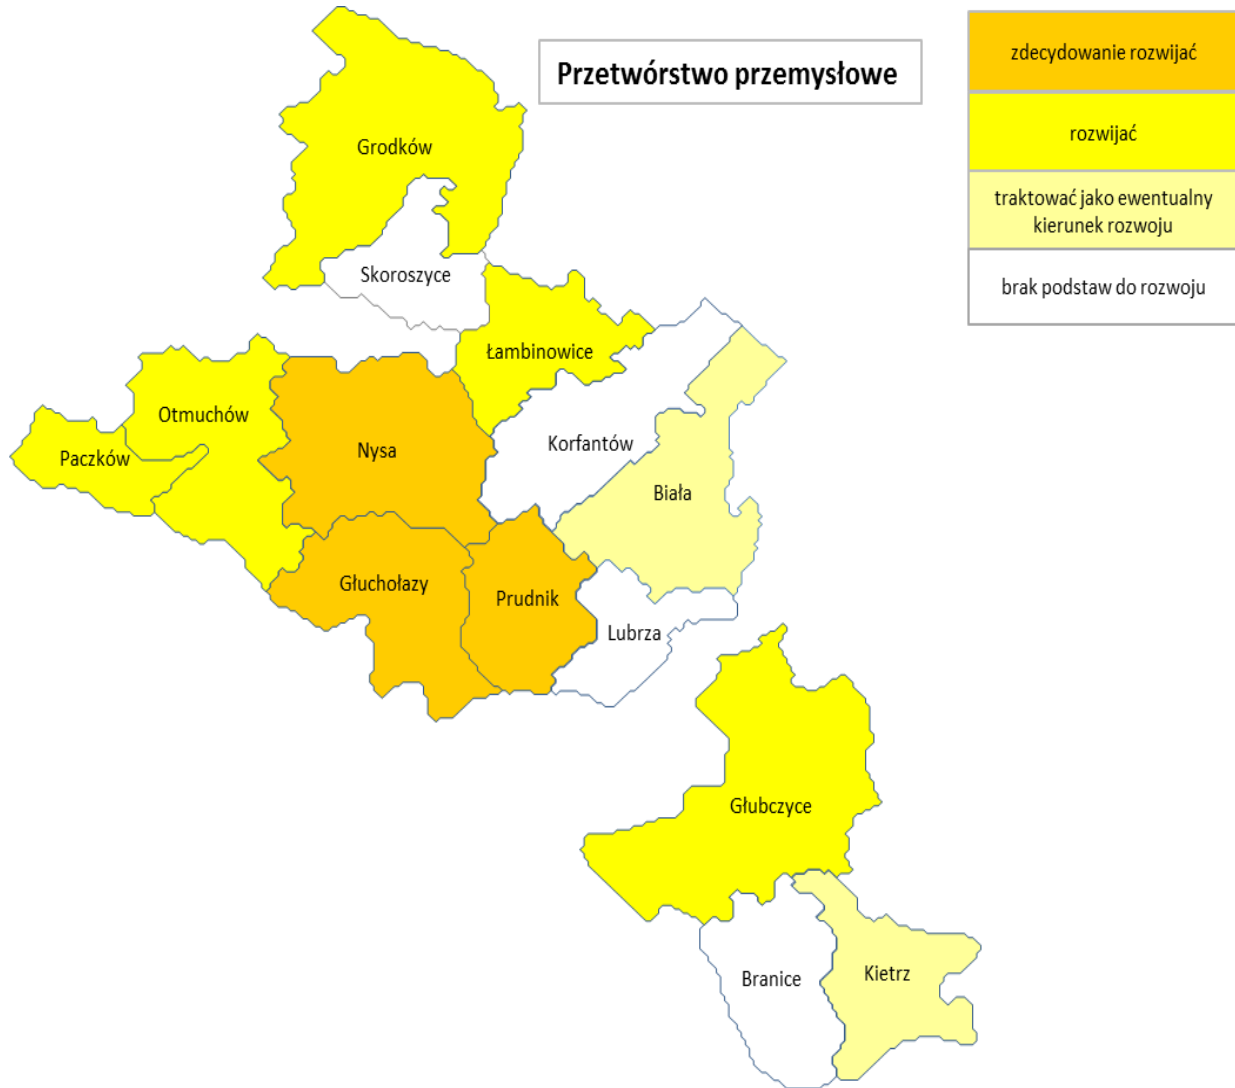 Przetwórstwo przemysłowe
zdecydowanie rozwijać
rozwijać
traktować jako ewentualny
kierunek rozwoju
brak podstaw do rozwoju
Grodków
Skoroszyce
Łambinowice
Otmuchów
Paczków
Nysa
Korfantów
Biała
Głuchołazy
Prudnik
Lubrza
Głubczyce
Branice
Kietrz